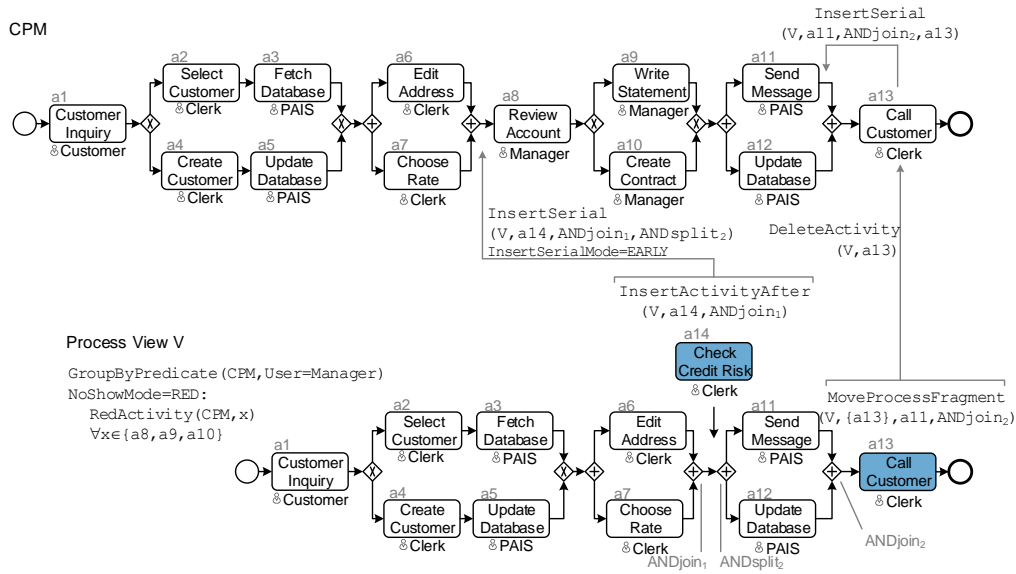 CPM
InsertSerial
(V,a11,ANDjoin₂,a13)
a1
Customer
Inquiry
Customer
a2
Select
Customer
Clerk
a3
Fetch
Database
PAIS
a4
Create
Customer
Clerk
a5
Update
Database
PAIS
a6
Edit
Address
Clerk
a7
Choose
Rate
Clerk
a8
Review
Account
Manager
a9
Write
Statement
Manager
a10
Create
Contract
Manager
a11
Send
Message
PAIS
a12
Update
Database
PAIS
a13
Call
Customer
Clerk
InsertSerial
(V,a14,ANDjoin₁,ANDsplit₂)
InsertSerialMode=EARLY
DeleteActivity
(V,a13)
InsertActivityAfter
(V,a14,ANDjoin₁)
Process View V
GroupByPredicate(CPM,User=Manager)
NoShowMode=RED:
RedActivity(CPM,x)
∀x∈{a8,a9,a10}
a14
Check
Credit Risk
Clerk
MoveProcessFragment
(V,{a13},a11,ANDjoin₂)
a1
Customer
Inquiry
Customer
a2
Select
Customer
Clerk
a3
Fetch
Database
PAIS
a4
Create
Customer
Clerk
a5
Update
Database
PAIS
a6
Edit
Address
Clerk
a7
Choose
Rate
Clerk
a11
Send
Message
PAIS
a12
Update
Database
PAIS
a13
Call
Customer
Clerk
ANDjoin₁
ANDsplit₂
ANDjoin₂